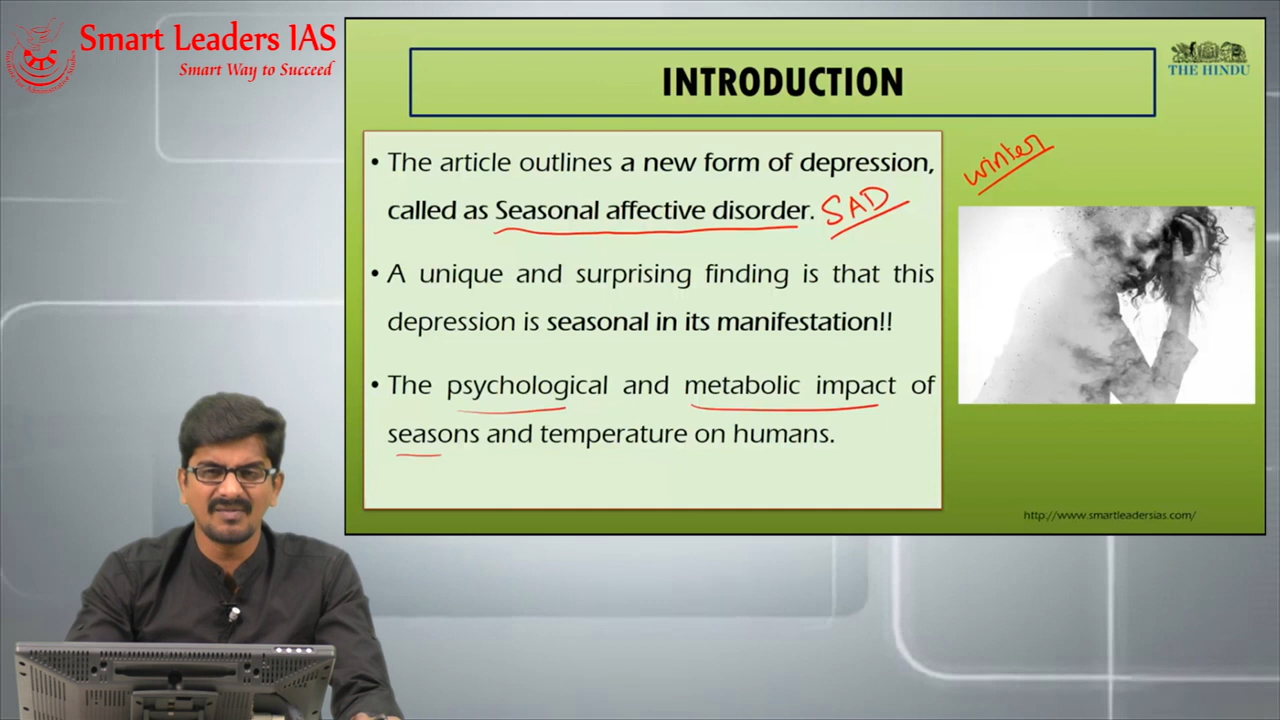 Smart Leaders IAS
Smart Way to Succeed
INTRODUCTION
THE HINDU
• The article outlines a new form of depression,
called as Seasonal affective disorder. SAD
winter
• A unique and surprising finding is that this
depression is seasonal in its manifestation!!
• The psychological and metabolic impact of
seasons and temperature on humans.
http://www.smartleadersias.com/